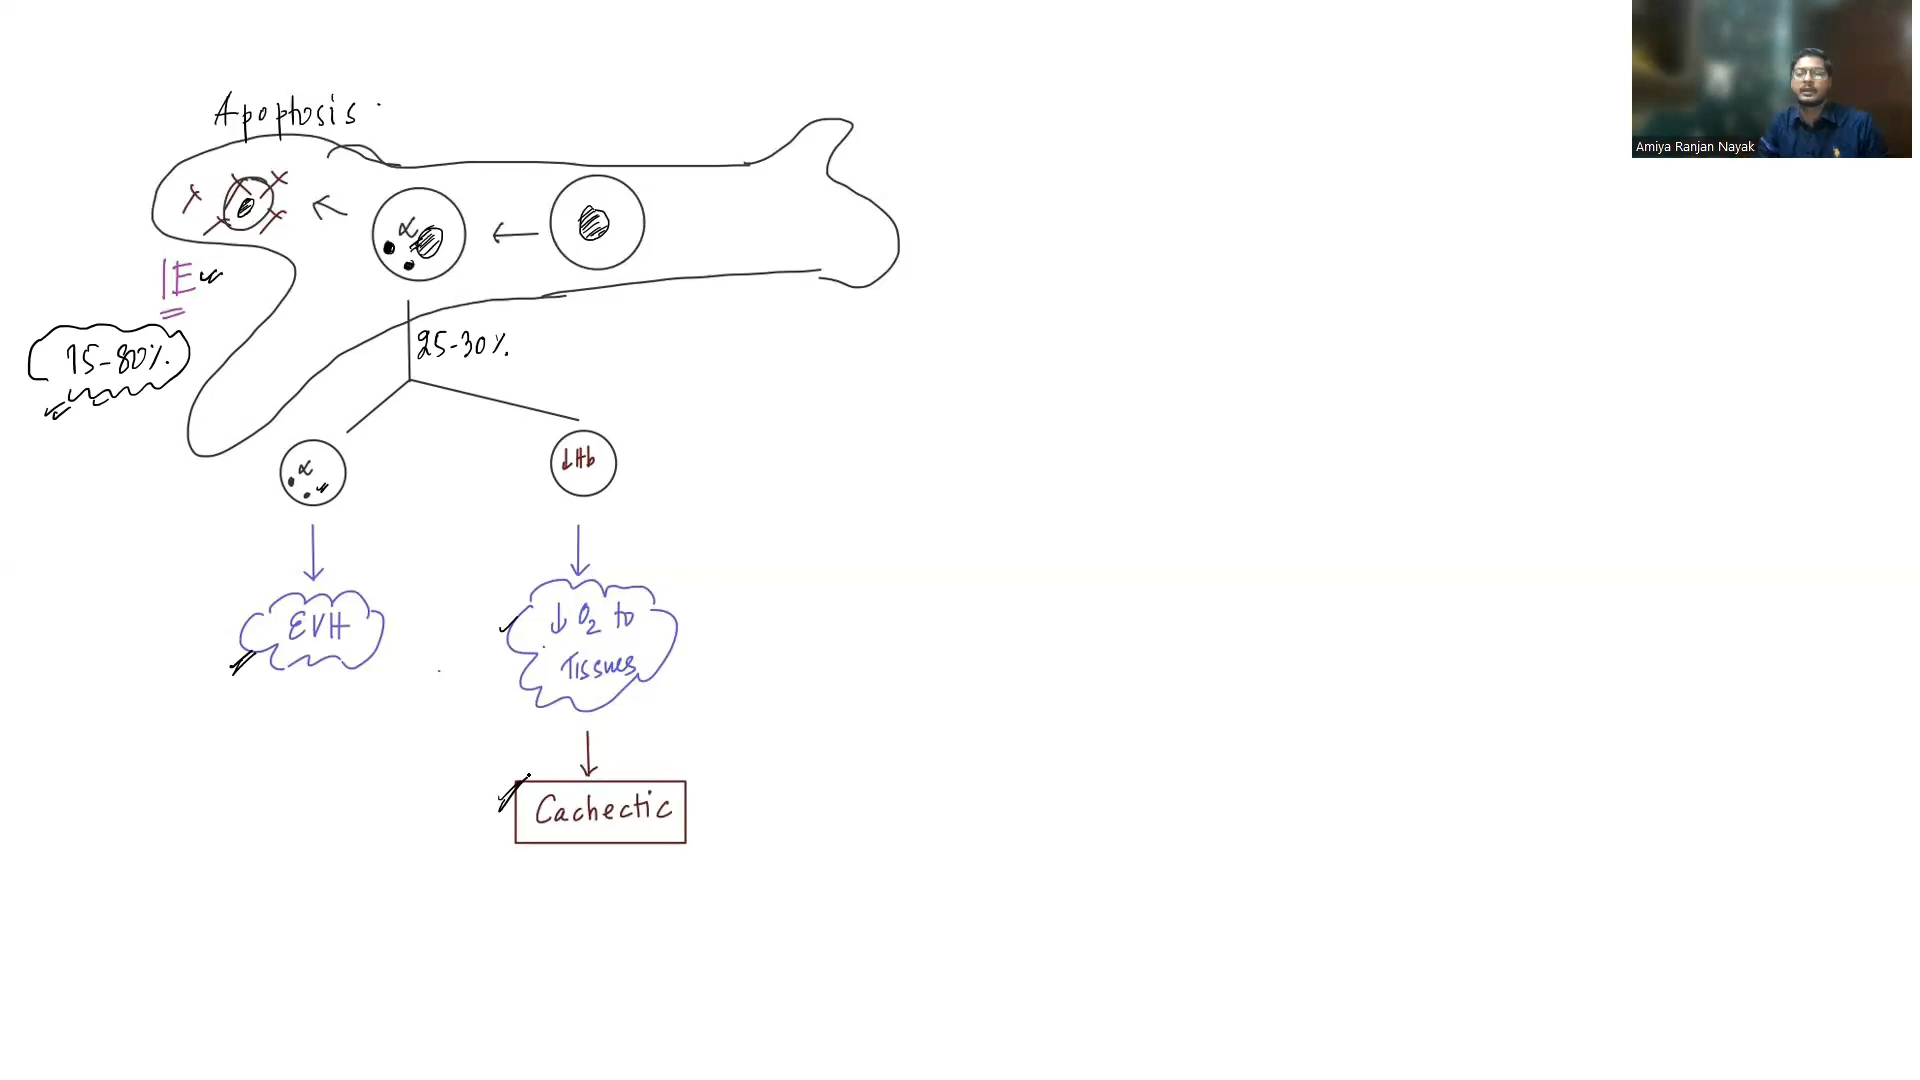 Amiya Ranjan Nayak
Apoptosis
α
IE
75-80%.
25-30%.
α
↓Hb
EVH
↓ O₂ to
Tissues
Cachectic